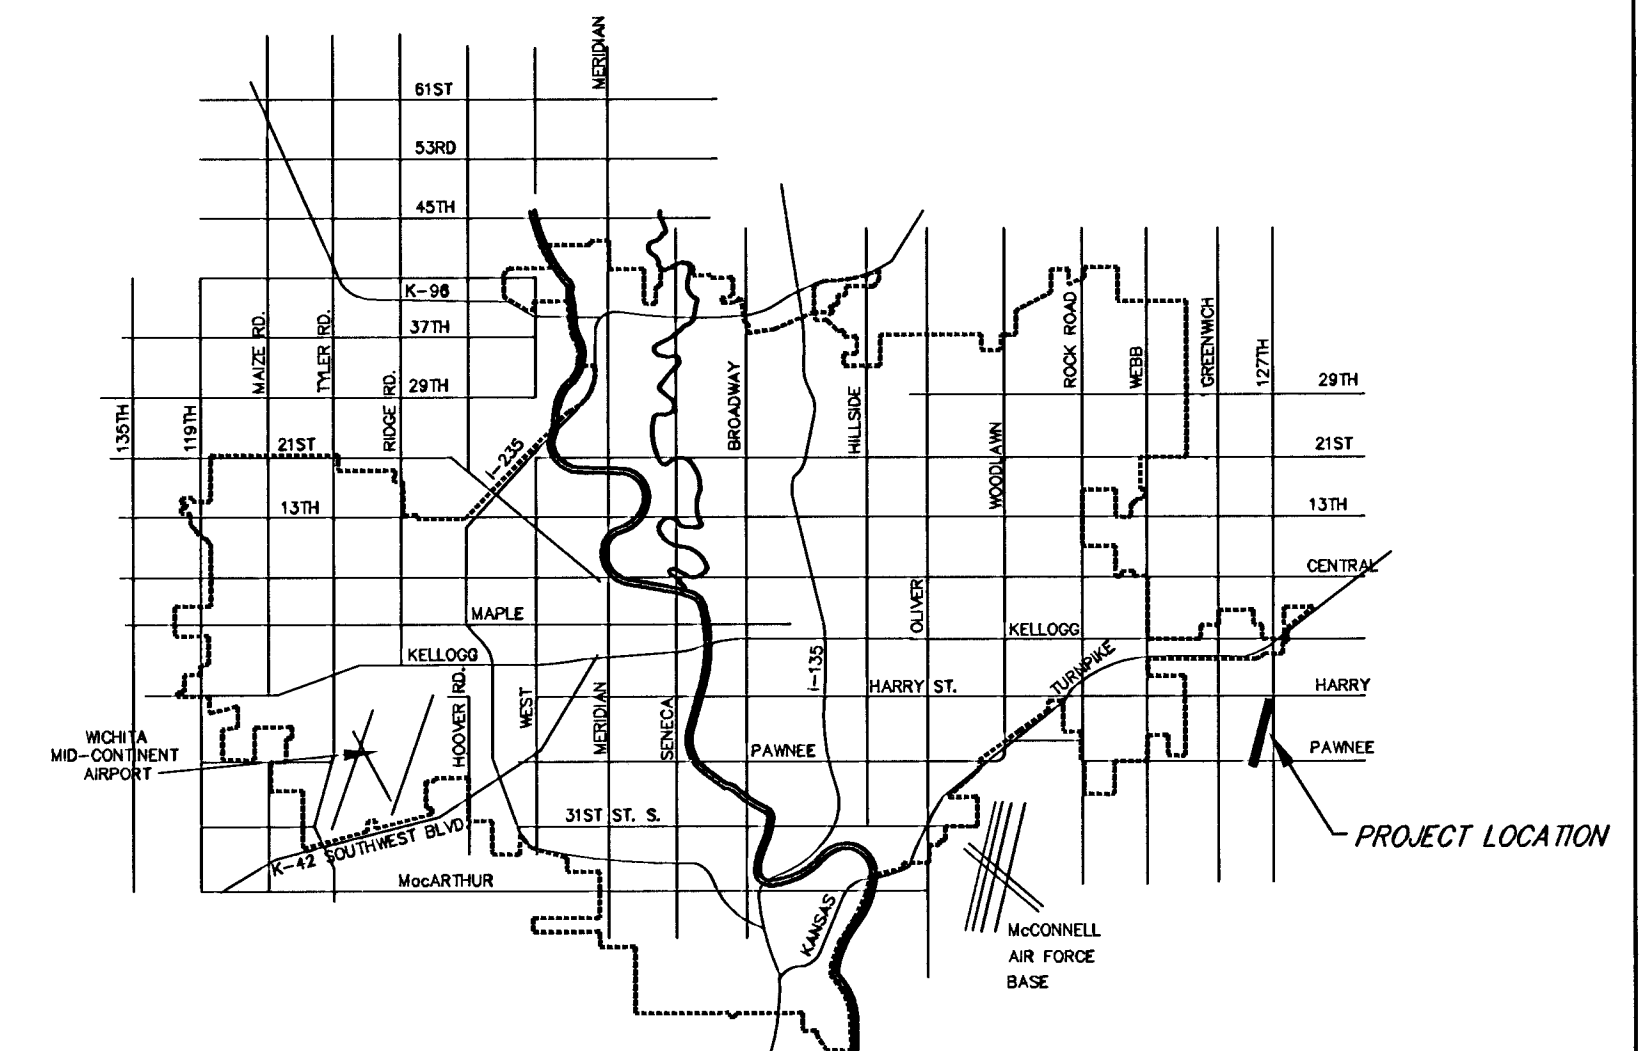 MERIDIAN
61ST
53RD
45TH
K-96
37TH
29TH
29TH
MAIZE RD.
TYLER RD.
RIDGE RD.
135TH
119TH
BROADWAY
HILLSIDE
WOODLAWN
ROCK ROAD
WEBB
GREENWICH
127TH
21ST
21ST
I-235
13TH
13TH
CENTRAL
MAPLE
OLIVER
KELLOGG
KELLOGG
TURNPIKE
I-135
HARRY ST.
HARRY
HOOVER RD.
WEST
MERIDIAN
SENECA
PAWNEE
PAWNEE
WICHITA
MID-CONTINENT
AIRPORT
31ST ST. S.
K-42 SOUTHWEST BLVD.
MacARTHUR
KANSAS
PROJECT LOCATION
McCONNELL
AIR FORCE
BASE